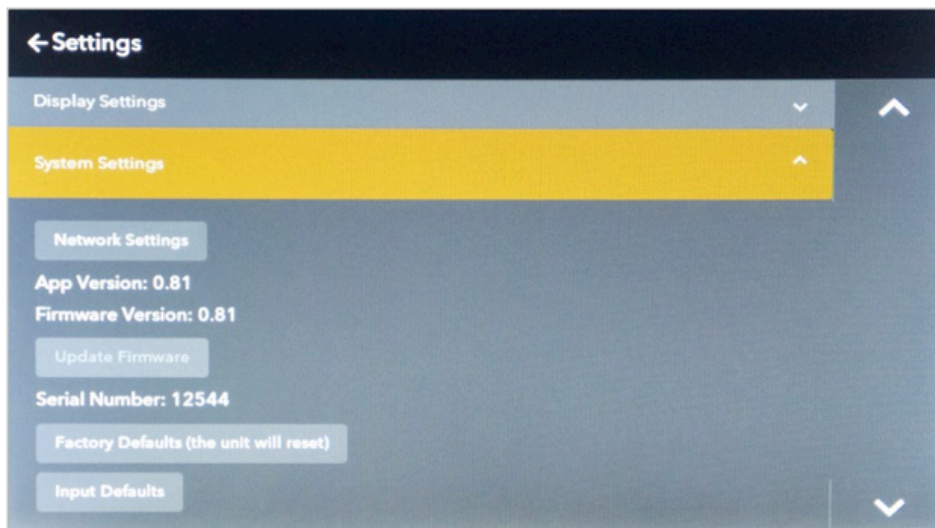 ←Settings
Display Settings
System Settings
Network Settings
App Version: 0.81
Firmware Version: 0.81
Update Firmware
Serial Number: 12544
Factory Defaults (the unit will reset)
Input Defaults